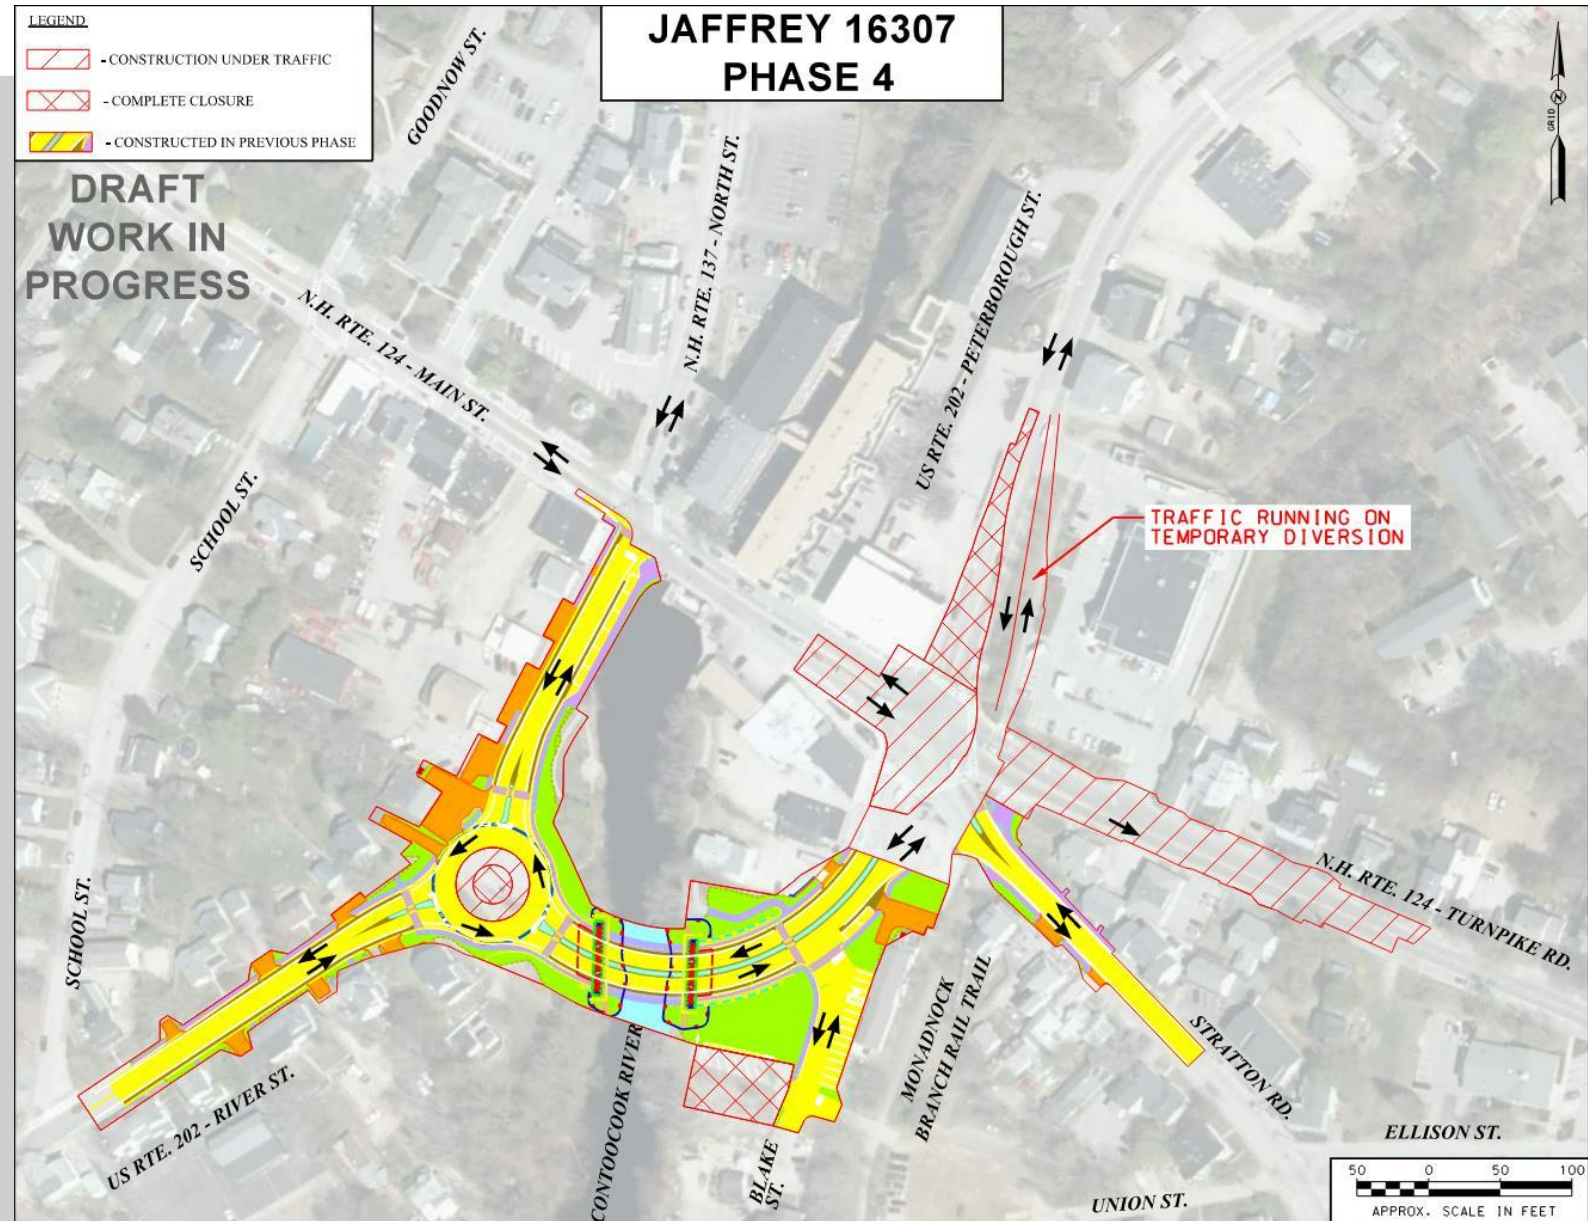 LEGEND
- CONSTRUCTION UNDER TRAFFIC
- COMPLETE CLOSURE
- CONSTRUCTED IN PREVIOUS PHASE
JAFFREY 16307
PHASE 4
DRAFT
WORK IN
PROGRESS
GRID
N
GOODNOW ST.
N.H. RTE. 137 - NORTH ST.
N.H. RTE. 124 - MAIN ST.
US RTE. 202 - PETERBOROUGH ST.
TRAFFIC RUNNING ON
TEMPORARY DIVERSION
SCHOOL ST.
SCHOOL ST.
N.H. RTE. 124 - TURNPIKE RD.
US RTE. 202 - RIVER ST.
CONTOOCOOK RIVER
BLAKE
ST.
MONADNOCK
BRANCH RAIL TRAIL
STRATTON RD.
ELLISON ST.
UNION ST.
50 0 50 100
APPROX. SCALE IN FEET